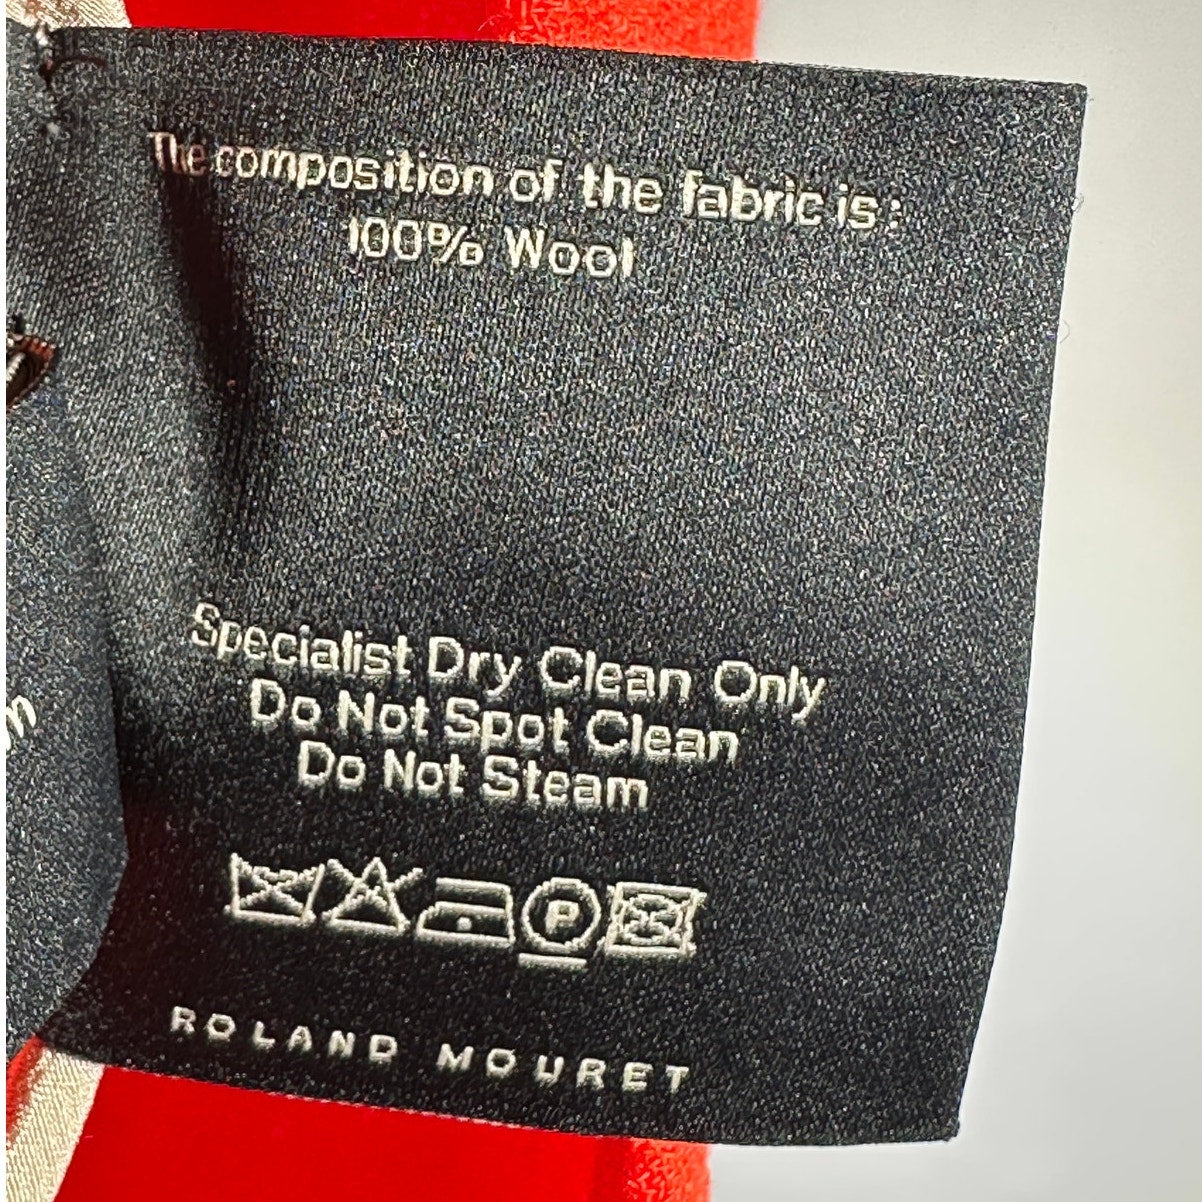 The composition of the fabric is:
100% Wool
Specialist Dry Clean Only
Do Not Spot Clean
Do Not Steam
P
ROLAND MOURET